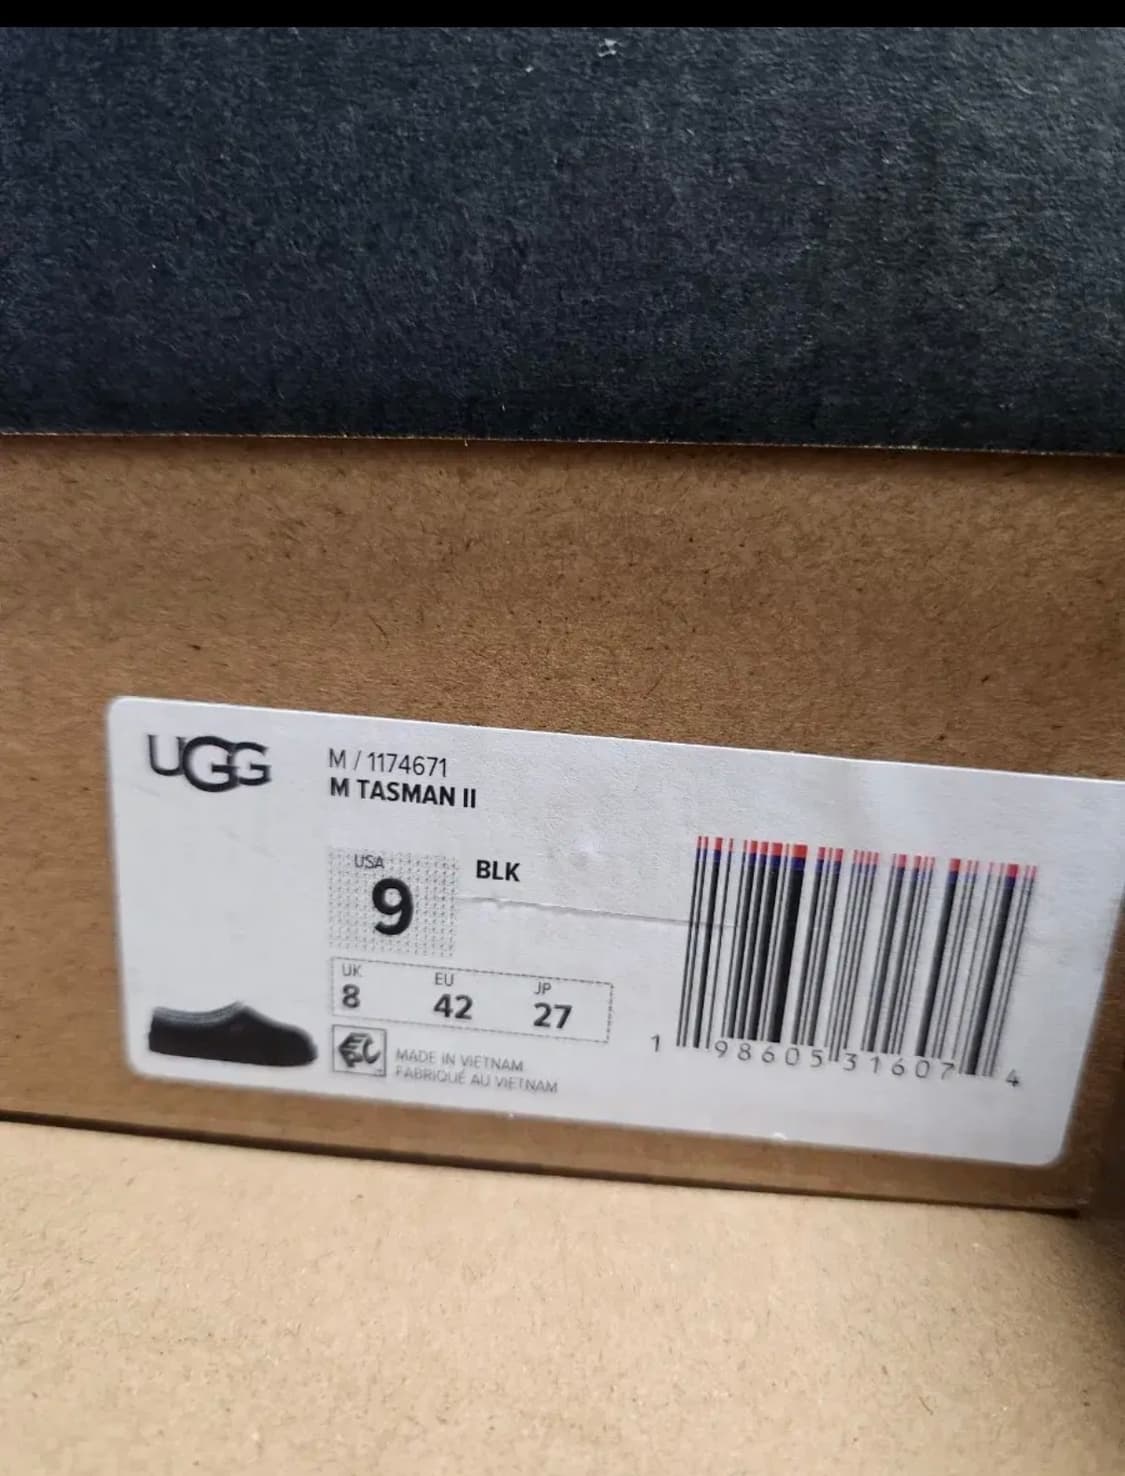 UGG
M / 1174671
M TASMAN II
USA
9
BLK
UK EU JP
8 42 27
MADE IN VIETNAM
FABRIQUÉ AU VIETNAM
1 98605 31607 4